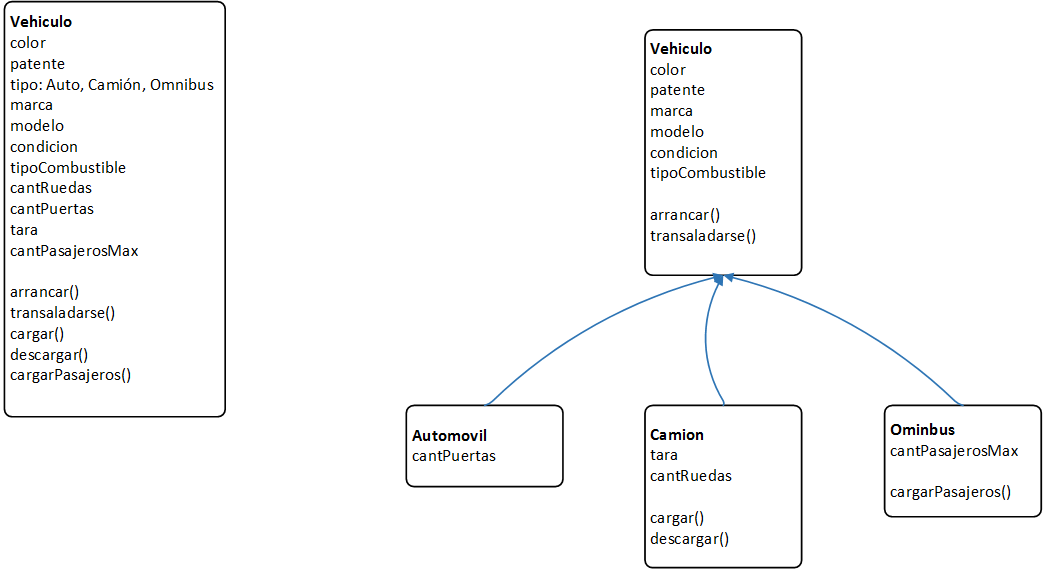 Vehiculo
color
patente
tipo: Auto, Camión, Omnibus
marca
modelo
condicion
tipoCombustible
cantRuedas
cantPuertas
tara
cantPasajerosMax
arrancar()
transaladarse()
cargar()
descargar()
cargarPasajeros()
Vehiculo
color
patente
marca
modelo
condicion
tipoCombustible
arrancar()
transaladarse()
Automovil
cantPuertas
Camion
tara
cantRuedas
cargar()
descargar()
Ominbus
cantPasajerosMax
cargarPasajeros()